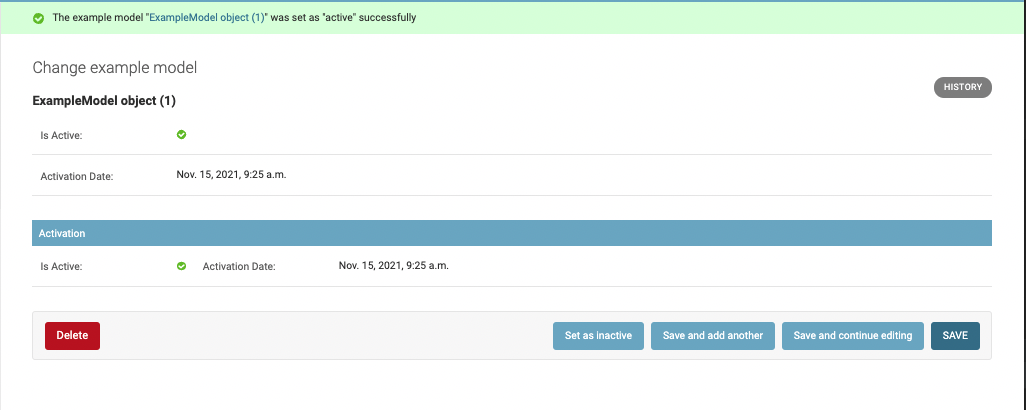 The example model "ExampleModel object (1)" was set as "active" successfully
Change example model
HISTORY
ExampleModel object (1)
Is Active:
Activation Date: Nov. 15, 2021, 9:25 a.m.
Activation
Is Active: Activation Date: Nov. 15, 2021, 9:25 a.m.
Delete Set as inactive Save and add another Save and continue editing SAVE